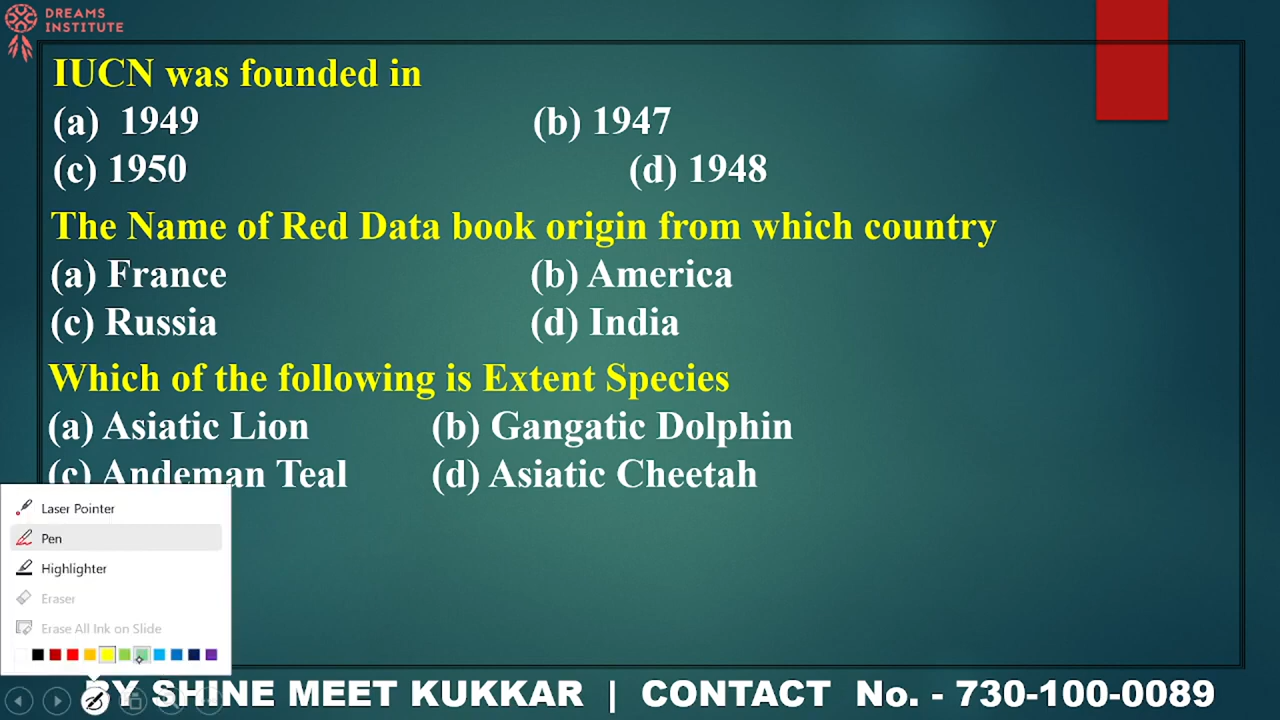 DREAMS
INSTITUTE
IUCN was founded in
(a) 1949 (b) 1947
(c) 1950 (d) 1948
The Name of Red Data book origin from which country
(a) France (b) America
(c) Russia (d) India
Which of the following is Extent Species
(a) Asiatic Lion (b) Gangatic Dolphin
(c) Andeman Teal (d) Asiatic Cheetah
Laser Pointer
Pen
Highlighter
Eraser
Erase All Ink on Slide
BY SHINE MEET KUKKAR | CONTACT No. - 730-100-0089